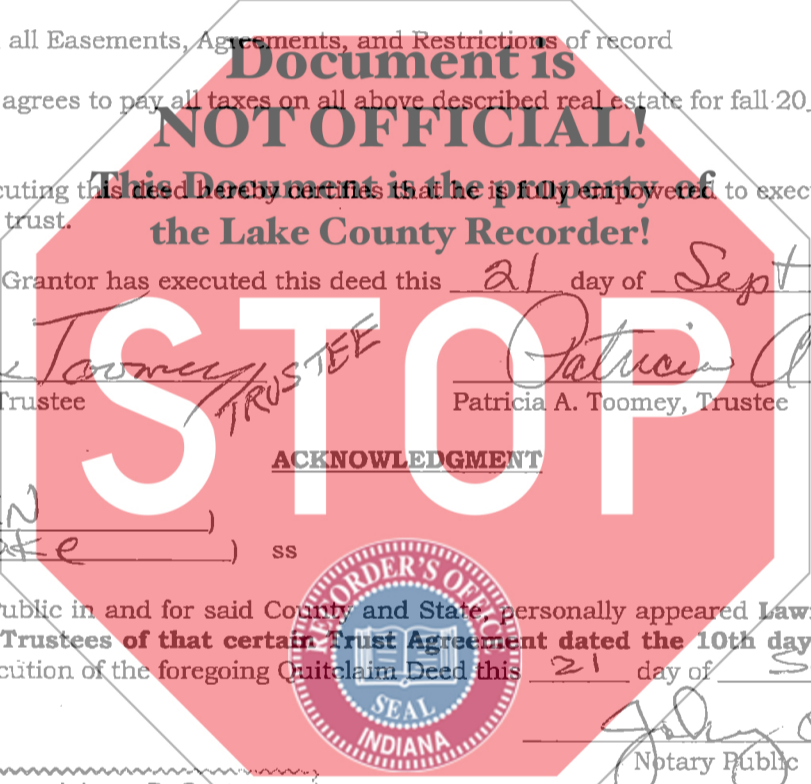 all Easements, Agreements, and Restrictions of record
Document is
agrees to pay all taxes on all above described real estate for fall 20
NOT OFFICIAL!
This Document is the property of
cuting this deed hereby certifies that he is fully empowered to exec
trust.
the Lake County Recorder!
Grantor has executed this deed this 21 day of Sept
STOP
Toomey TRUSTEE
Patricia A
Trustee
Patricia A. Toomey, Trustee
ACKNOWLEDGMENT
N )
ake ) ss
RECORDER'S OFFICE
SEAL
INDIANA
ublic in and for said County and State, personally appeared Law
Trustees of that certain Trust Agreement dated the 10th day
cution of the foregoing Quitclaim Deed this 21 day of S
Notary Public